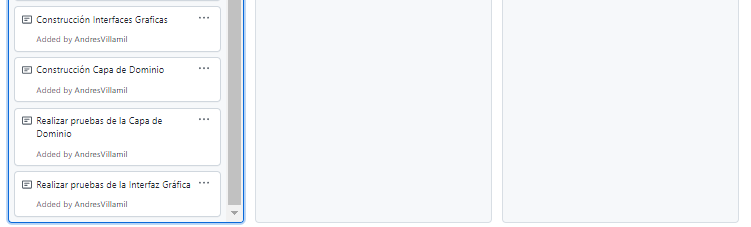 Construcción Interfaces Graficas
Added by AndresVillamil
Construcción Capa de Dominio
Added by AndresVillamil
Realizar pruebas de la Capa de
Dominio
Added by AndresVillamil
Realizar pruebas de la Interfaz Gráfica
Added by AndresVillamil